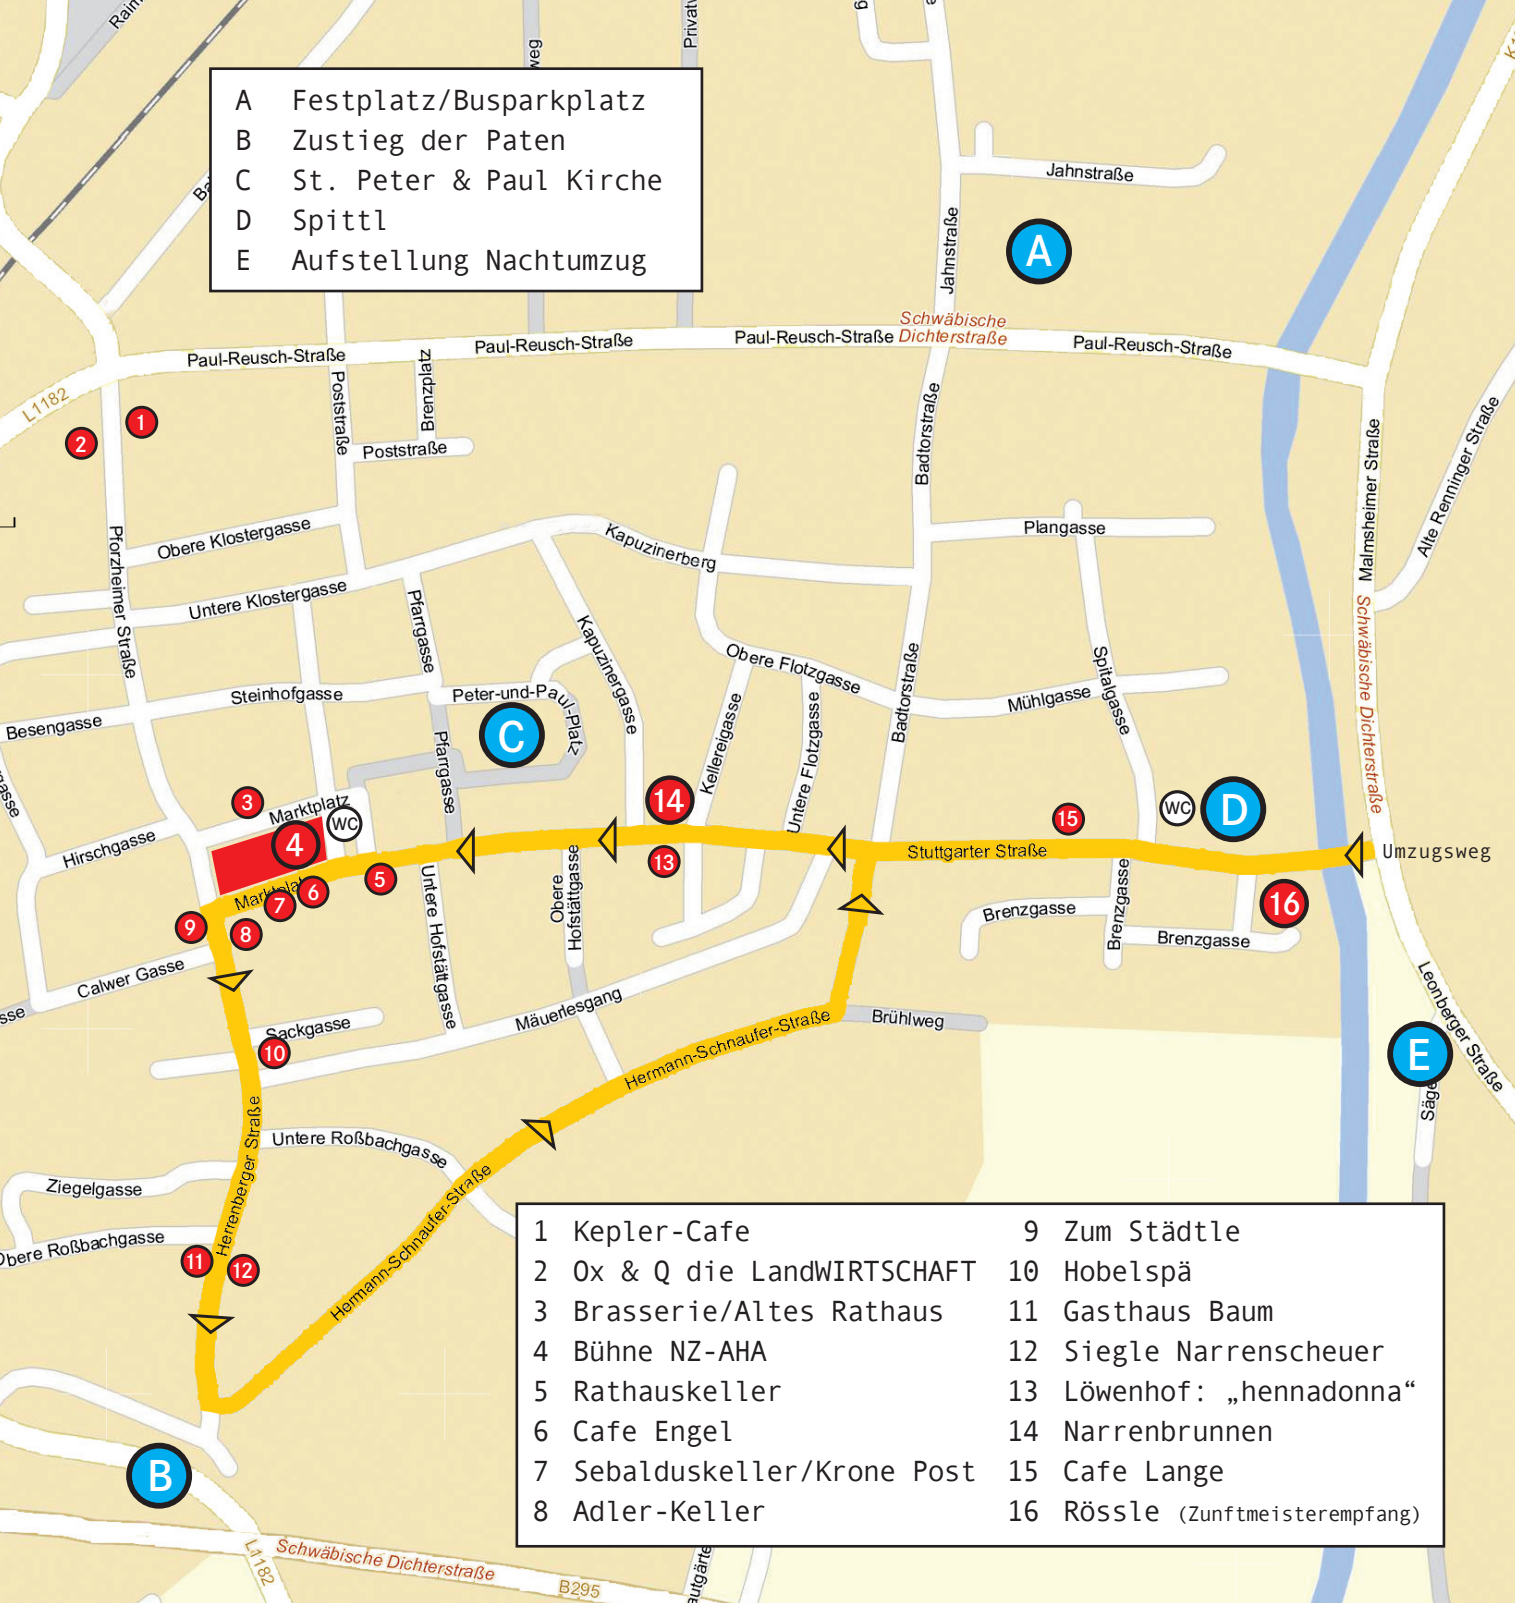 Privat
weg
A Festplatz/Busparkplatz
B Zustieg der Paten
C St. Peter & Paul Kirche
D Spittl
E Aufstellung Nachtumzug
Jahnstraße
A
Jahnstraße
Schwäbische
Dichterstraße
Paul-Reusch-Straße
Paul-Reusch-Straße
Paul-Reusch-Straße
Paul-Reusch-Straße
L1182
1
2
Poststraße
Brenzplatz
Poststraße
Badtorstraße
Malmsheimer Straße
Alte Renninger Straße
Obere Klostergasse
Kapuzinerberg
Plangasse
Pforzheimer Straße
Untere Klostergasse
Pfarrgasse
Kapuzinergasse
Obere Flotzgasse
Badtorstraße
Spitalgasse
Mühlgasse
Schwäbische Dichterstraße
Steinhofgasse
Peter-und-Paul-Platz
Besengasse
C
Pfarrgasse
Kellereigasse
Untere Flotzgasse
3
Marktplatz
WC
4
14
15
WC
D
Hirschgasse
Stuttgarter Straße
Umzugsweg
13
5
6
7
8
9
16
Untere Hofstättgasse
Obere
Hofstättgasse
Brenzgasse
Brenzgasse
Brenzgasse
Calwer Gasse
Sackgasse
10
Mäuerlesgang
Hermann-Schnaufer-Straße
Brühlweg
Leonberger Straße
E
Säge
Herrenberger Straße
Untere Roßbachgasse
Ziegelgasse
Obere Roßbachgasse
11
12
Hermann-Schnaufer-Straße
B
1 Kepler-Cafe
2 Ox & Q die LandWIRTSCHAFT
3 Brasserie/Altes Rathaus
4 Bühne NZ-AHA
5 Rathauskeller
6 Cafe Engel
7 Sebalduskeller/Krone Post
8 Adler-Keller
9 Zum Städtle
10 Hobelspä
11 Gasthaus Baum
12 Siegle Narrenscheuer
13 Löwenhof: „hennadonna“
14 Narrenbrunnen
15 Cafe Lange
16 Rössle (Zunftmeisterempfang)
L1182
Schwäbische Dichterstraße
B295